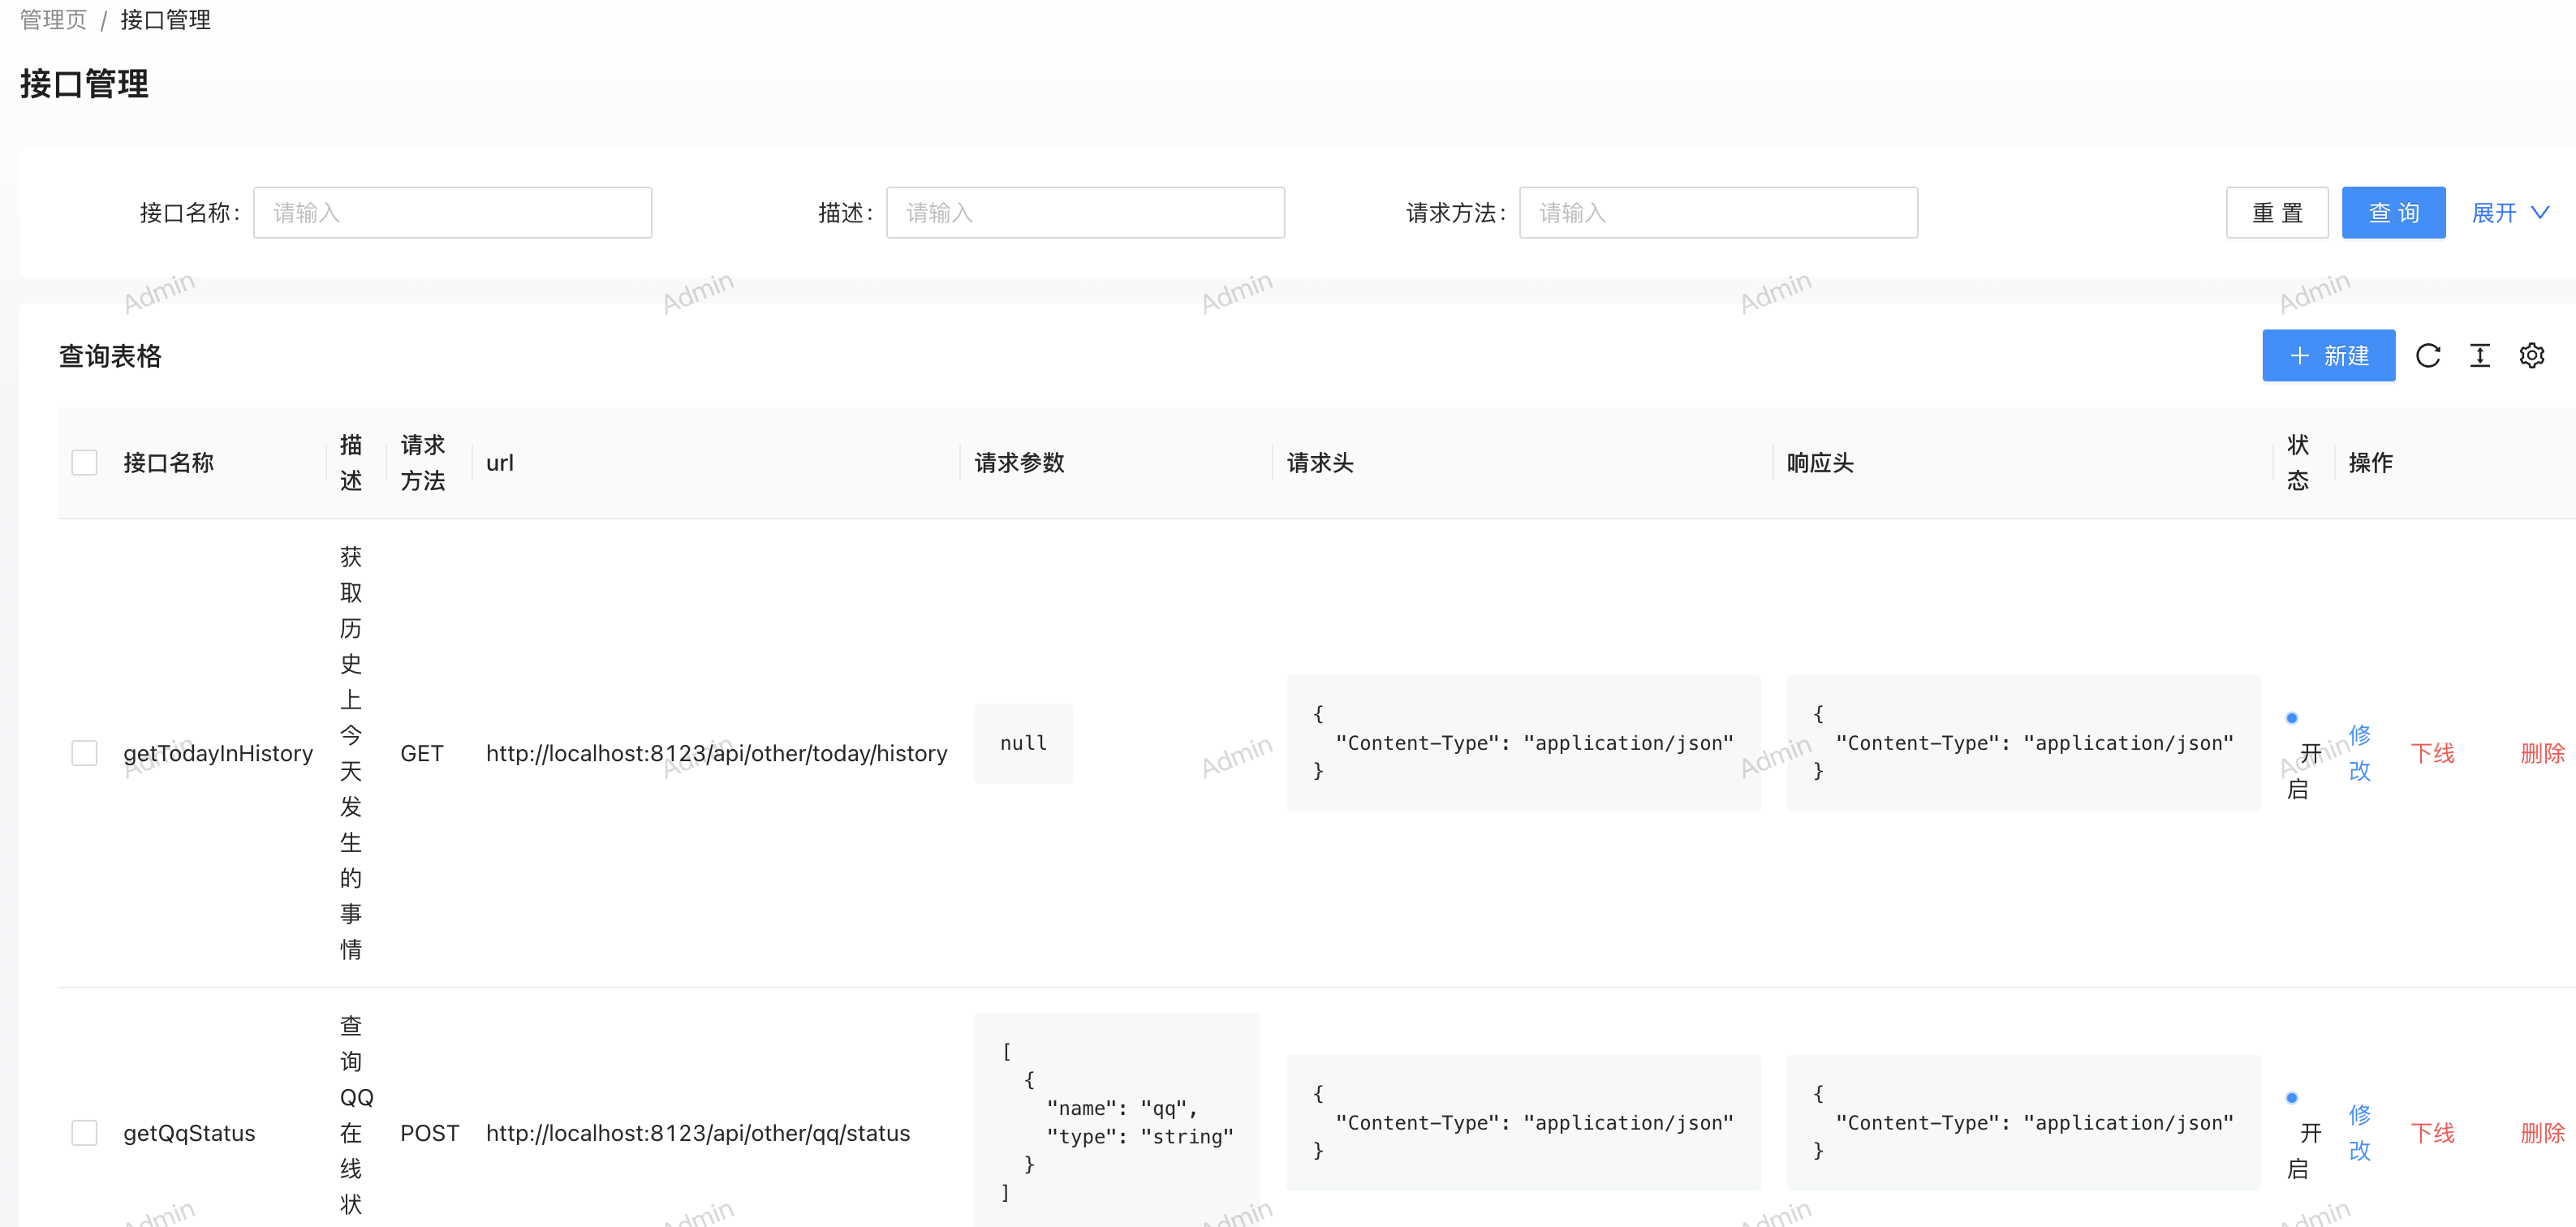 管理页 / 接口管理
接口管理
接口名称: 请输入 描述: 请输入 请求方法: 请输入 重 置 查 询 展开
Admin Admin Admin Admin Admin
查询表格 新建
接口名称 描述 请求方法 url 请求参数 请求头 响应头 状态 操作
getTodayInHistory
获
取
历
史
上
今
天
发
生
的
事
情
GET
http://localhost:8123/api/other/today/history
null
{
"Content-Type": "application/json"
}
{
"Content-Type": "application/json"
}
开
启
修
改
下线
删除
Admin Admin Admin Admin Admin
getQqStatus
查
询
QQ
在
线
状
POST
http://localhost:8123/api/other/qq/status
[
{
"name": "qq",
"type": "string"
}
]
{
"Content-Type": "application/json"
}
{
"Content-Type": "application/json"
}
开
启
修
改
下线
删除
Admin Admin Admin Admin Admin